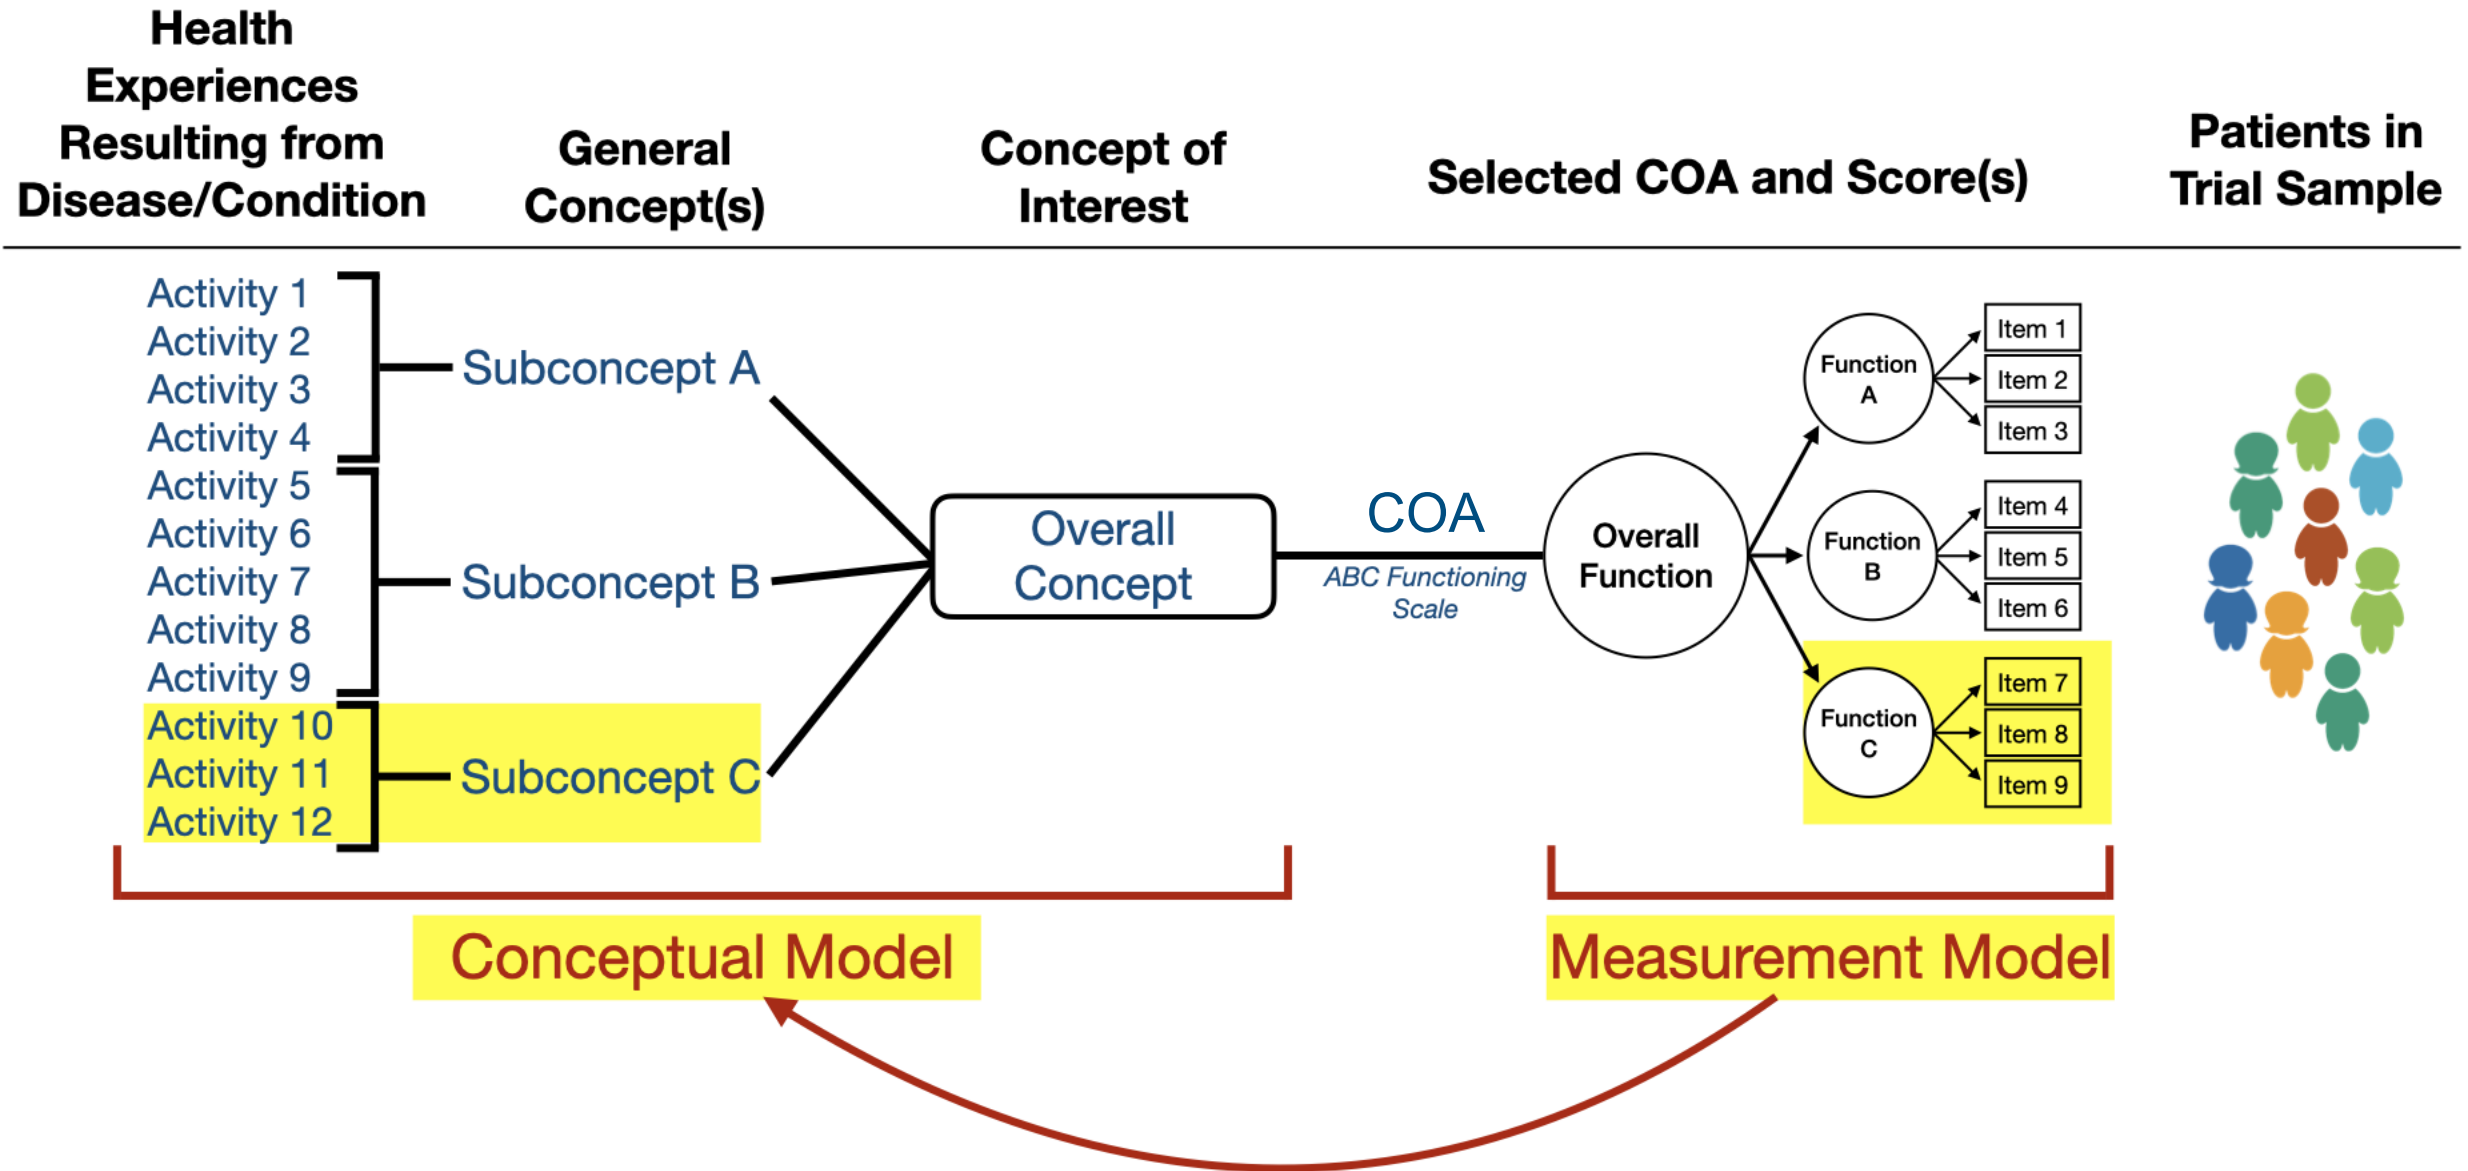 Health
Experiences
Resulting from
Disease/Condition
General
Concept(s)
Concept of
Interest
Selected COA and Score(s)
Patients in
Trial Sample
Activity 1
Activity 2
Activity 3
Activity 4
Activity 5
Activity 6
Activity 7
Activity 8
Activity 9
Activity 10
Activity 11
Activity 12
Subconcept A
Subconcept B
Subconcept C
Overall
Concept
COA
ABC Functioning
Scale
Overall
Function
Function
A
Item 1
Item 2
Item 3
Function
B
Item 4
Item 5
Item 6
Function
C
Item 7
Item 8
Item 9
Conceptual Model
Measurement Model